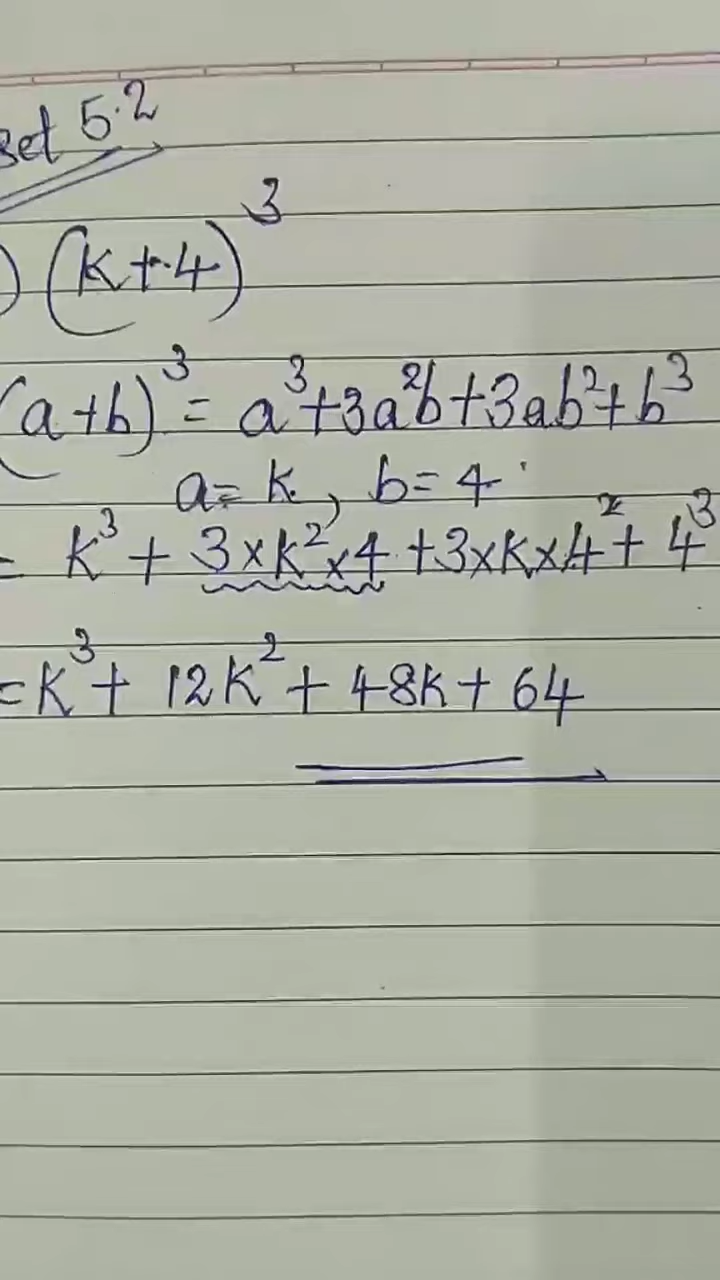 set 5.2
) (k+4)³
(a+b)³ = a³+3a²b+3ab²+b³
a=k, b=4
= k³ + 3×k²×4 +3×k×4²+ 4³
=k³+ 12k² + 48k+ 64